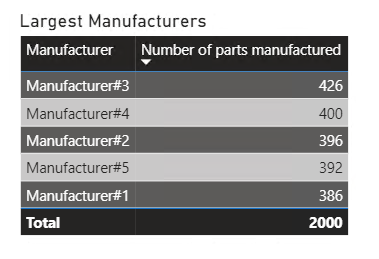 Largest Manufacturers
Manufacturer Number of parts manufactured
Manufacturer#3 426
Manufacturer#4 400
Manufacturer#2 396
Manufacturer#5 392
Manufacturer#1 386
Total 2000